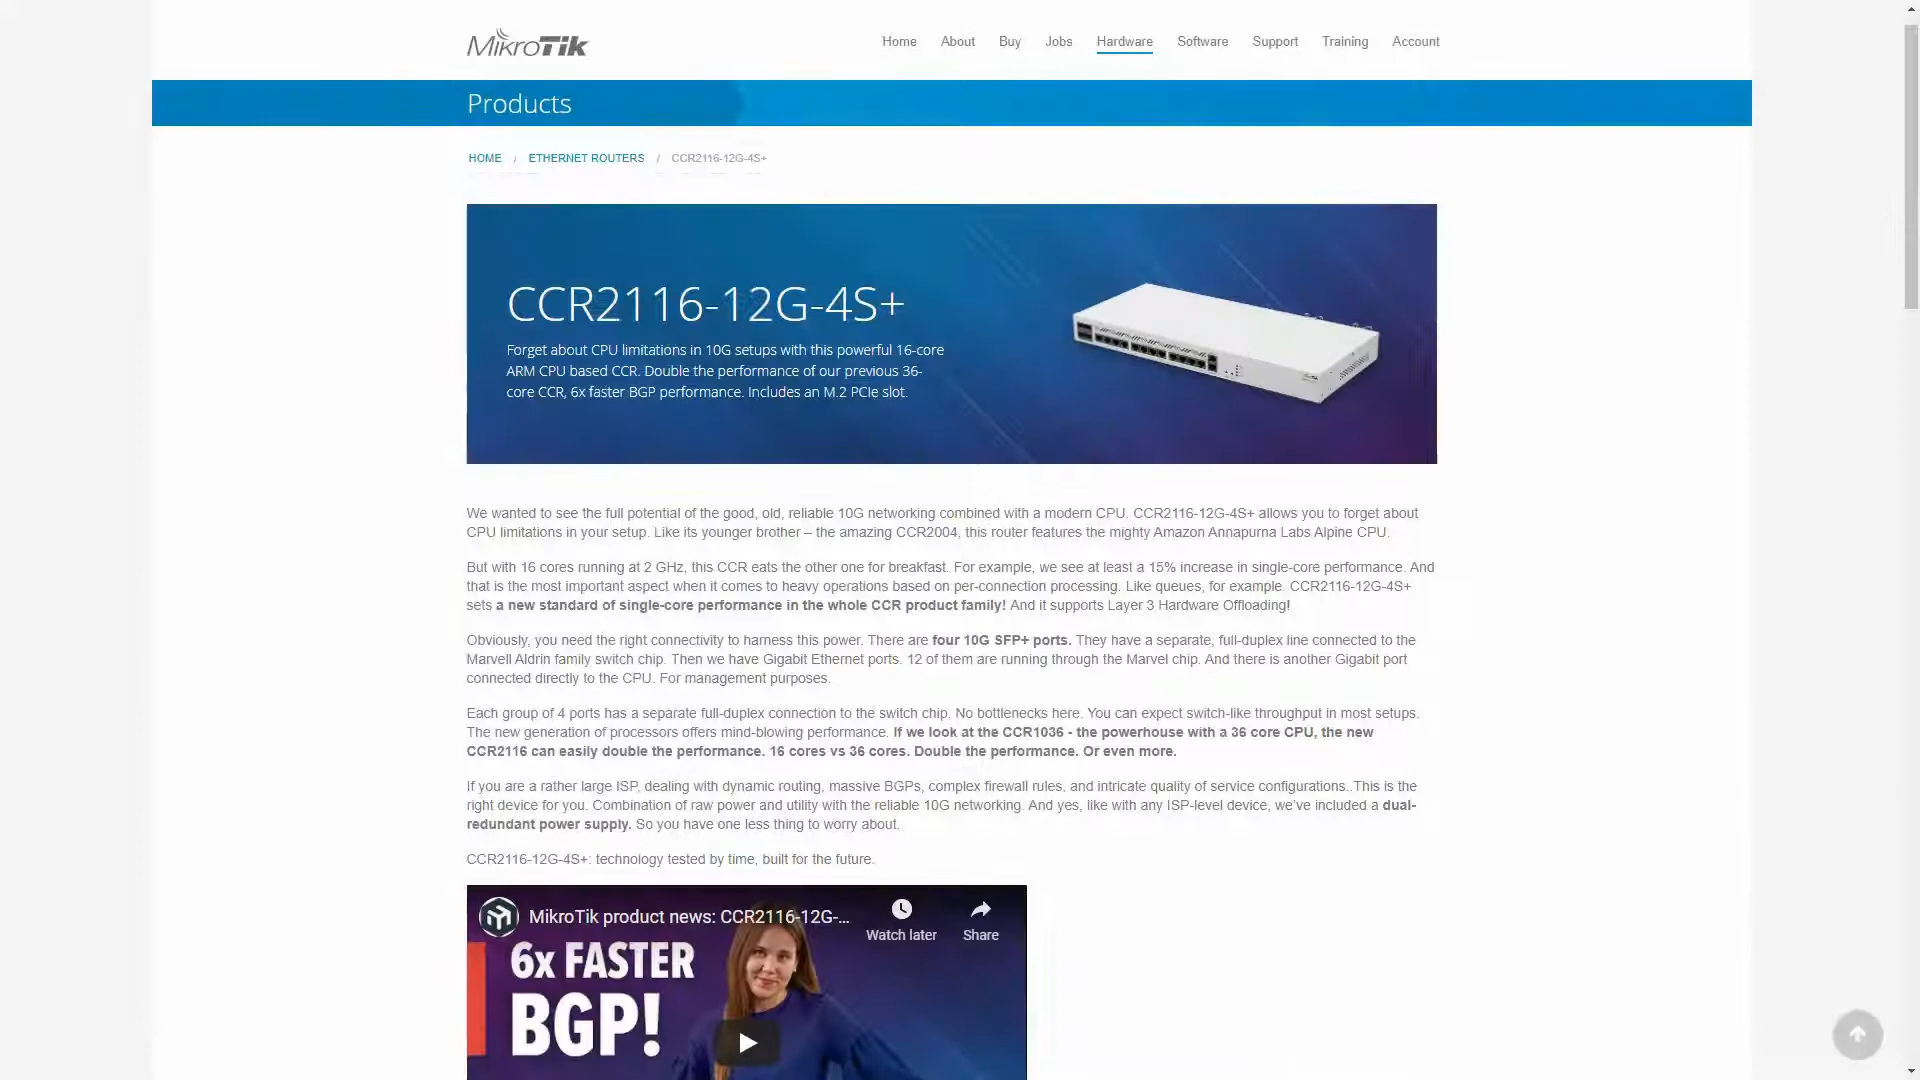 MikroTik
Home About Buy Jobs Hardware Software Support Training Account
Products
HOME / ETHERNET ROUTERS / CCR2116-12G-4S+
CCR2116-12G-4S+
Forget about CPU limitations in 10G setups with this powerful 16-core
ARM CPU based CCR. Double the performance of our previous 36-
core CCR, 6x faster BGP performance. Includes an M.2 PCIe slot.
We wanted to see the full potential of the good, old, reliable 10G networking combined with a modern CPU. CCR2116-12G-4S+ allows you to forget about
CPU limitations in your setup. Like its younger brother – the amazing CCR2004, this router features the mighty Amazon Annapurna Labs Alpine CPU.
But with 16 cores running at 2 GHz, this CCR eats the other one for breakfast. For example, we see at least a 15% increase in single-core performance. And
that is the most important aspect when it comes to heavy operations based on per-connection processing. Like queues, for example. CCR2116-12G-4S+
sets a new standard of single-core performance in the whole CCR product family! And it supports Layer 3 Hardware Offloading!
Obviously, you need the right connectivity to harness this power. There are four 10G SFP+ ports. They have a separate, full-duplex line connected to the
Marvell Aldrin family switch chip. Then we have Gigabit Ethernet ports. 12 of them are running through the Marvel chip. And there is another Gigabit port
connected directly to the CPU. For management purposes.
Each group of 4 ports has a separate full-duplex connection to the switch chip. No bottlenecks here. You can expect switch-like throughput in most setups.
The new generation of processors offers mind-blowing performance. If we look at the CCR1036 - the powerhouse with a 36 core CPU, the new
CCR2116 can easily double the performance. 16 cores vs 36 cores. Double the performance. Or even more.
If you are a rather large ISP, dealing with dynamic routing, massive BGPs, complex firewall rules, and intricate quality of service configurations..This is the
right device for you. Combination of raw power and utility with the reliable 10G networking. And yes, like with any ISP-level device, we've included a dual-
redundant power supply. So you have one less thing to worry about.
CCR2116-12G-4S+: technology tested by time, built for the future.
MikroTik product news: CCR2116-12G-...
Watch later Share
6x FASTER
BGP!